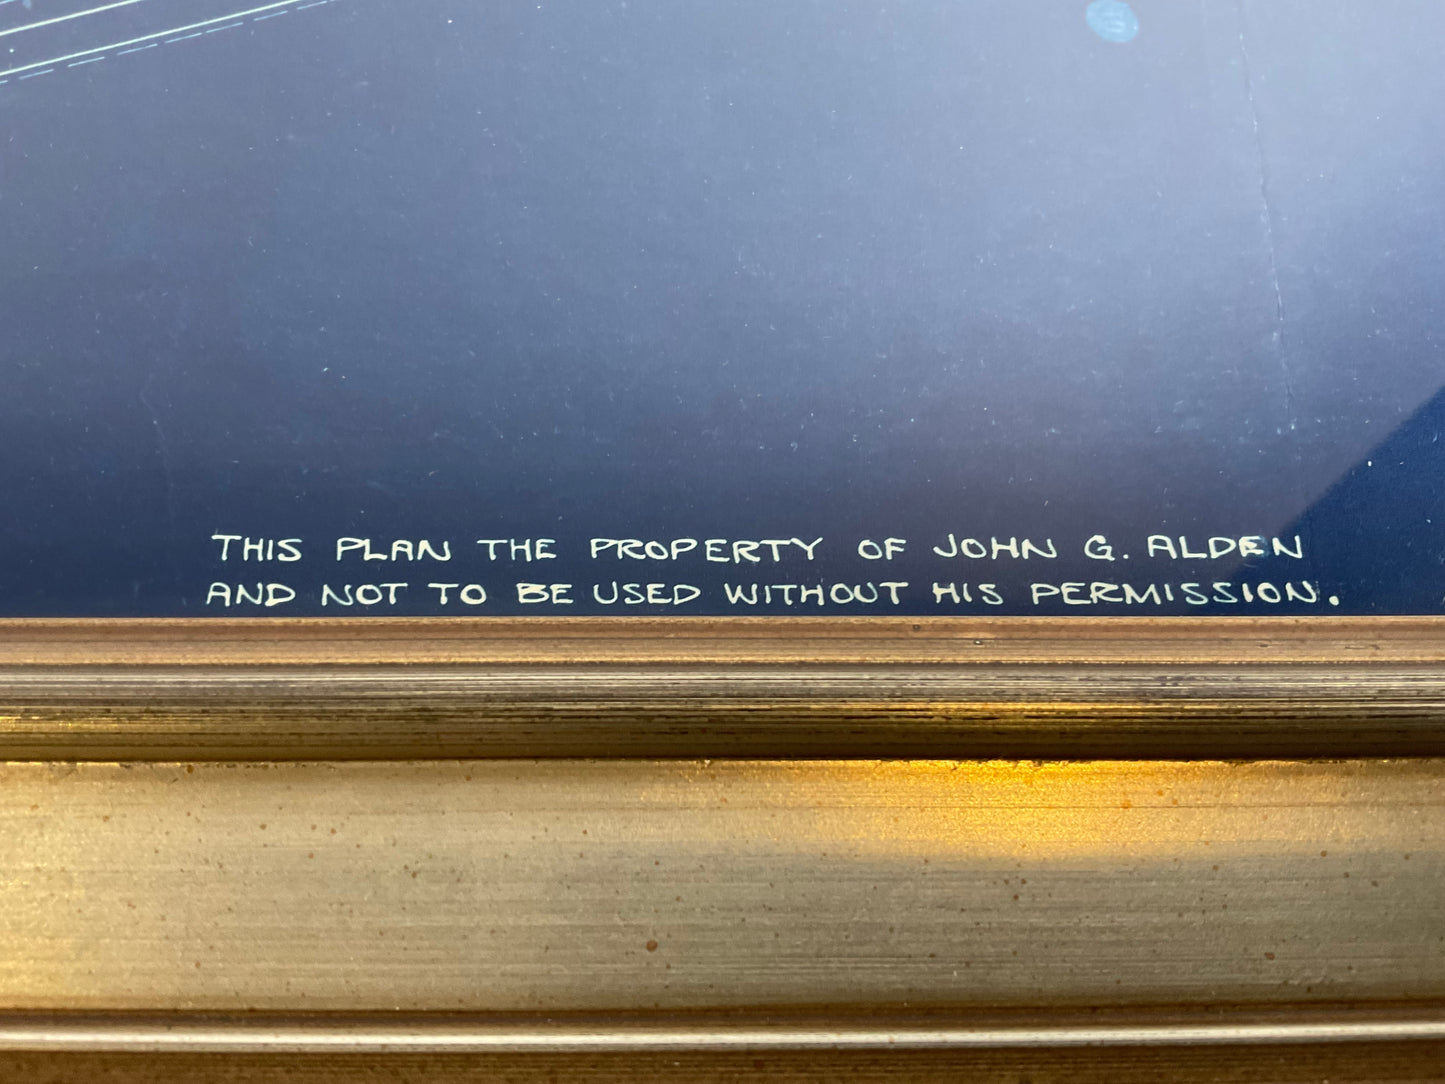 THIS PLAN THE PROPERTY OF JOHN G. ALDEN
AND NOT TO BE USED WITHOUT HIS PERMISSION.